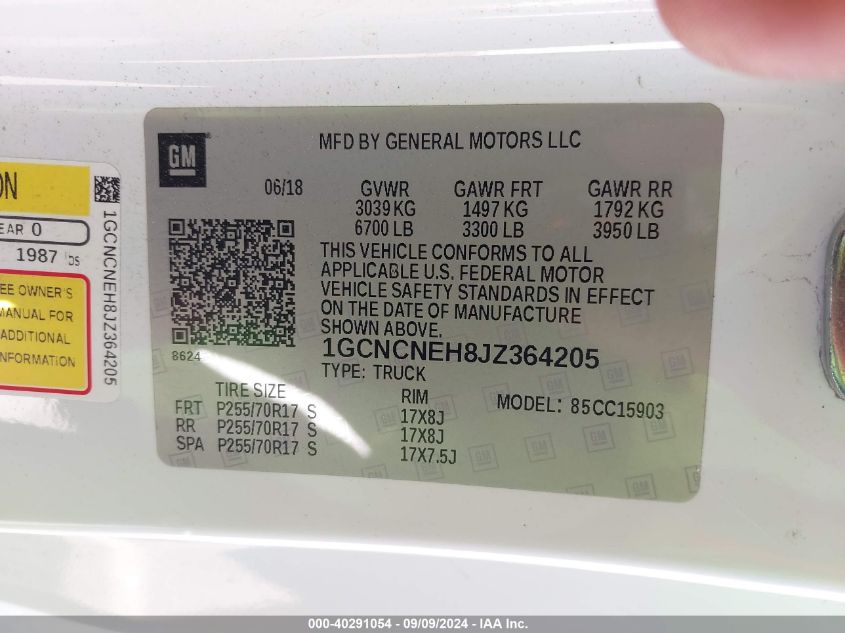 ON
EAR 0
1987 bs
EE OWNER'S
MANUAL FOR
ADDITIONAL
1GCNCNEH8JZ364205
GM
MFD BY GENERAL MOTORS LLC
06/18 GVWR GAWR FRT GAWR RR
3039 KG 1497 KG 1792 KG
6700 LB 3300 LB 3950 LB
THIS VEHICLE CONFORMS TO ALL
APPLICABLE U.S. FEDERAL MOTOR
VEHICLE SAFETY STANDARDS IN EFFECT
ON THE DATE OF MANUFACTURE
SHOWN ABOVE.
8624
1GCNCNEH8JZ364205
TYPE: TRUCK
TIRE SIZE RIM MODEL: 85CC15903
FRT P255/70R17 S 17X8J
RR P255/70R17 S 17X8J
SPA P255/70R17 S 17X7.5J
000-40291054 - 09/09/2024 - IAA Inc.